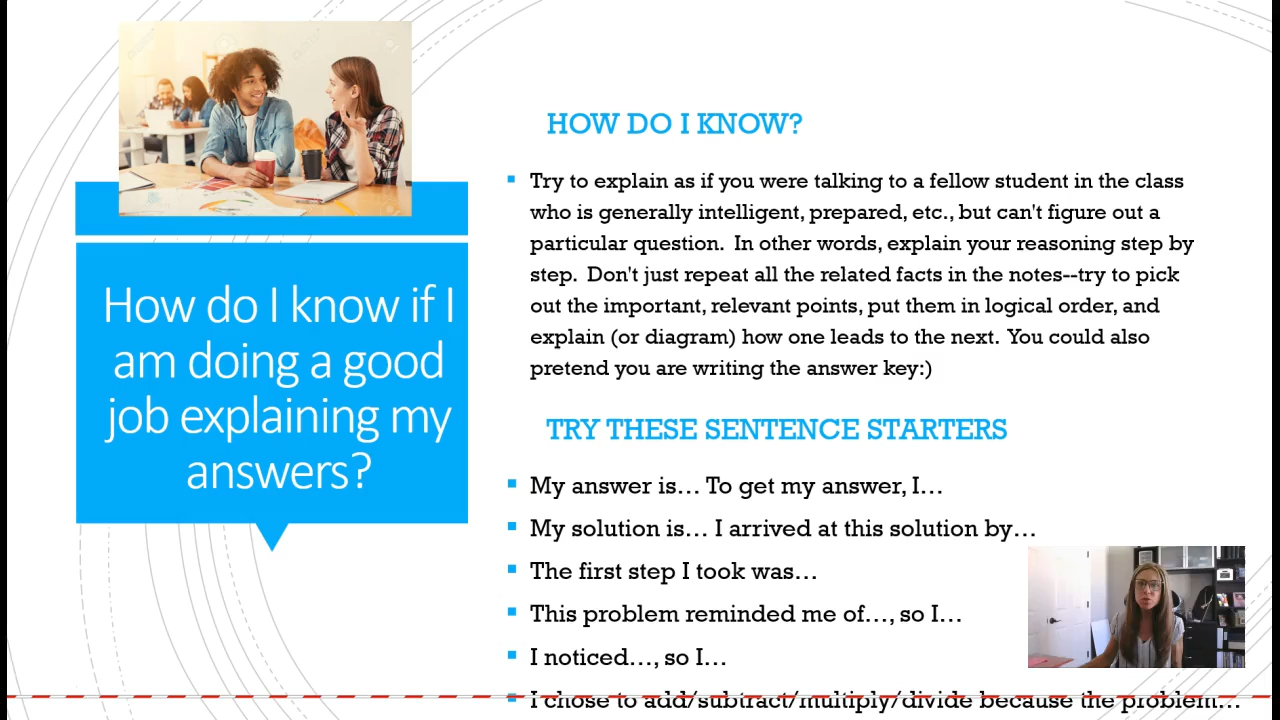 How do I know if I
am doing a good
job explaining my
answers?
HOW DO I KNOW?
Try to explain as if you were talking to a fellow student in the class
who is generally intelligent, prepared, etc., but can't figure out a
particular question.  In other words, explain your reasoning step by
step.  Don't just repeat all the related facts in the notes--try to pick
out the important, relevant points, put them in logical order, and
explain (or diagram) how one leads to the next.  You could also
pretend you are writing the answer key:)
TRY THESE SENTENCE STARTERS
My answer is… To get my answer, I…
My solution is… I arrived at this solution by…
The first step I took was…
This problem reminded me of…, so I…
I noticed…, so I…
I chose to add/subtract/multiply/divide because the problem…